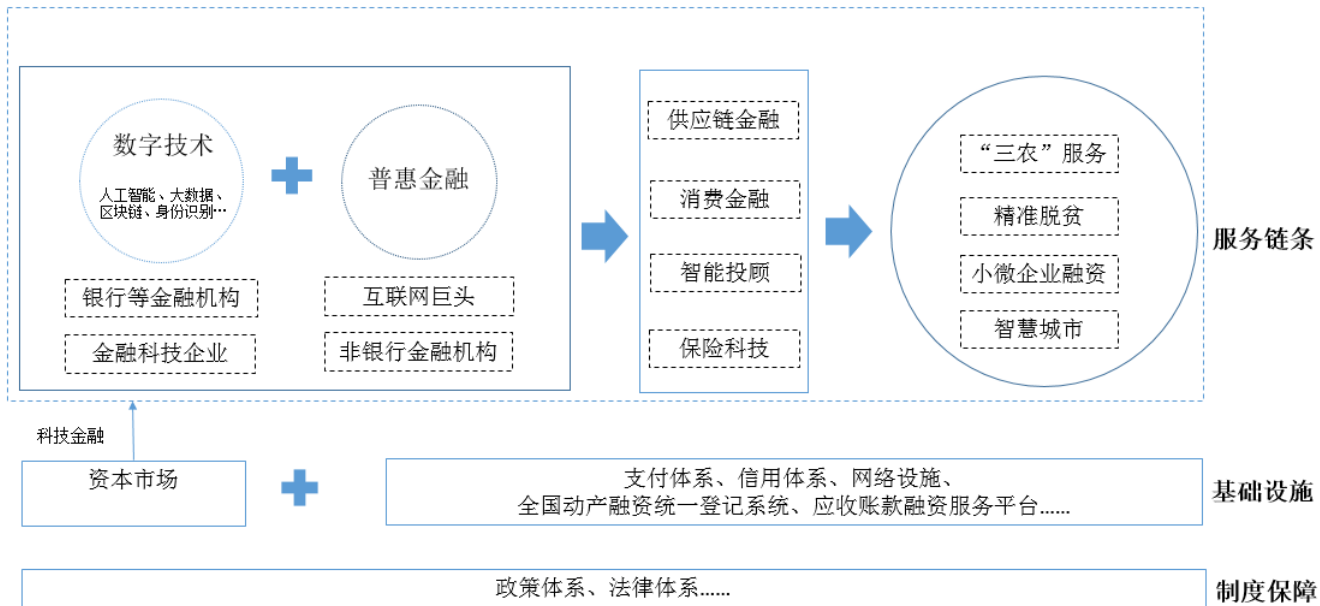 数字技术
人工智能、大数据、
区块链、身份识别…
普惠金融
银行等金融机构
互联网巨头
金融科技企业
非银行金融机构
供应链金融
消费金融
智能投顾
保险科技
“三农”服务
精准脱贫
小微企业融资
智慧城市
服务链条
科技金融
资本市场
支付体系、信用体系、网络设施、
全国动产融资统一登记系统、应收账款融资服务平台......
基础设施
政策体系、法律体系......
制度保障